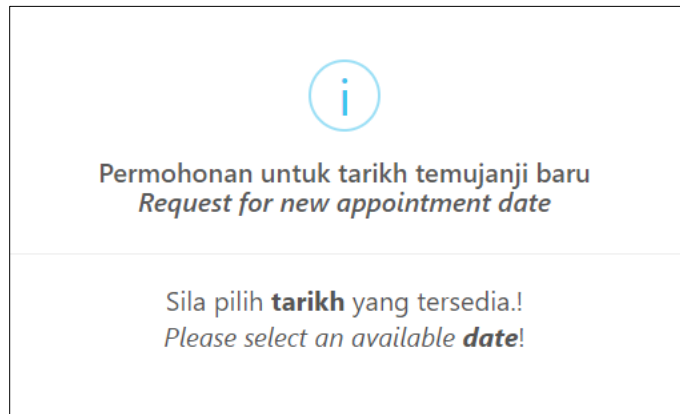 i
Permohonan untuk tarikh temujanji baru
Request for new appointment date
Sila pilih tarikh yang tersedia.!
Please select an available date!